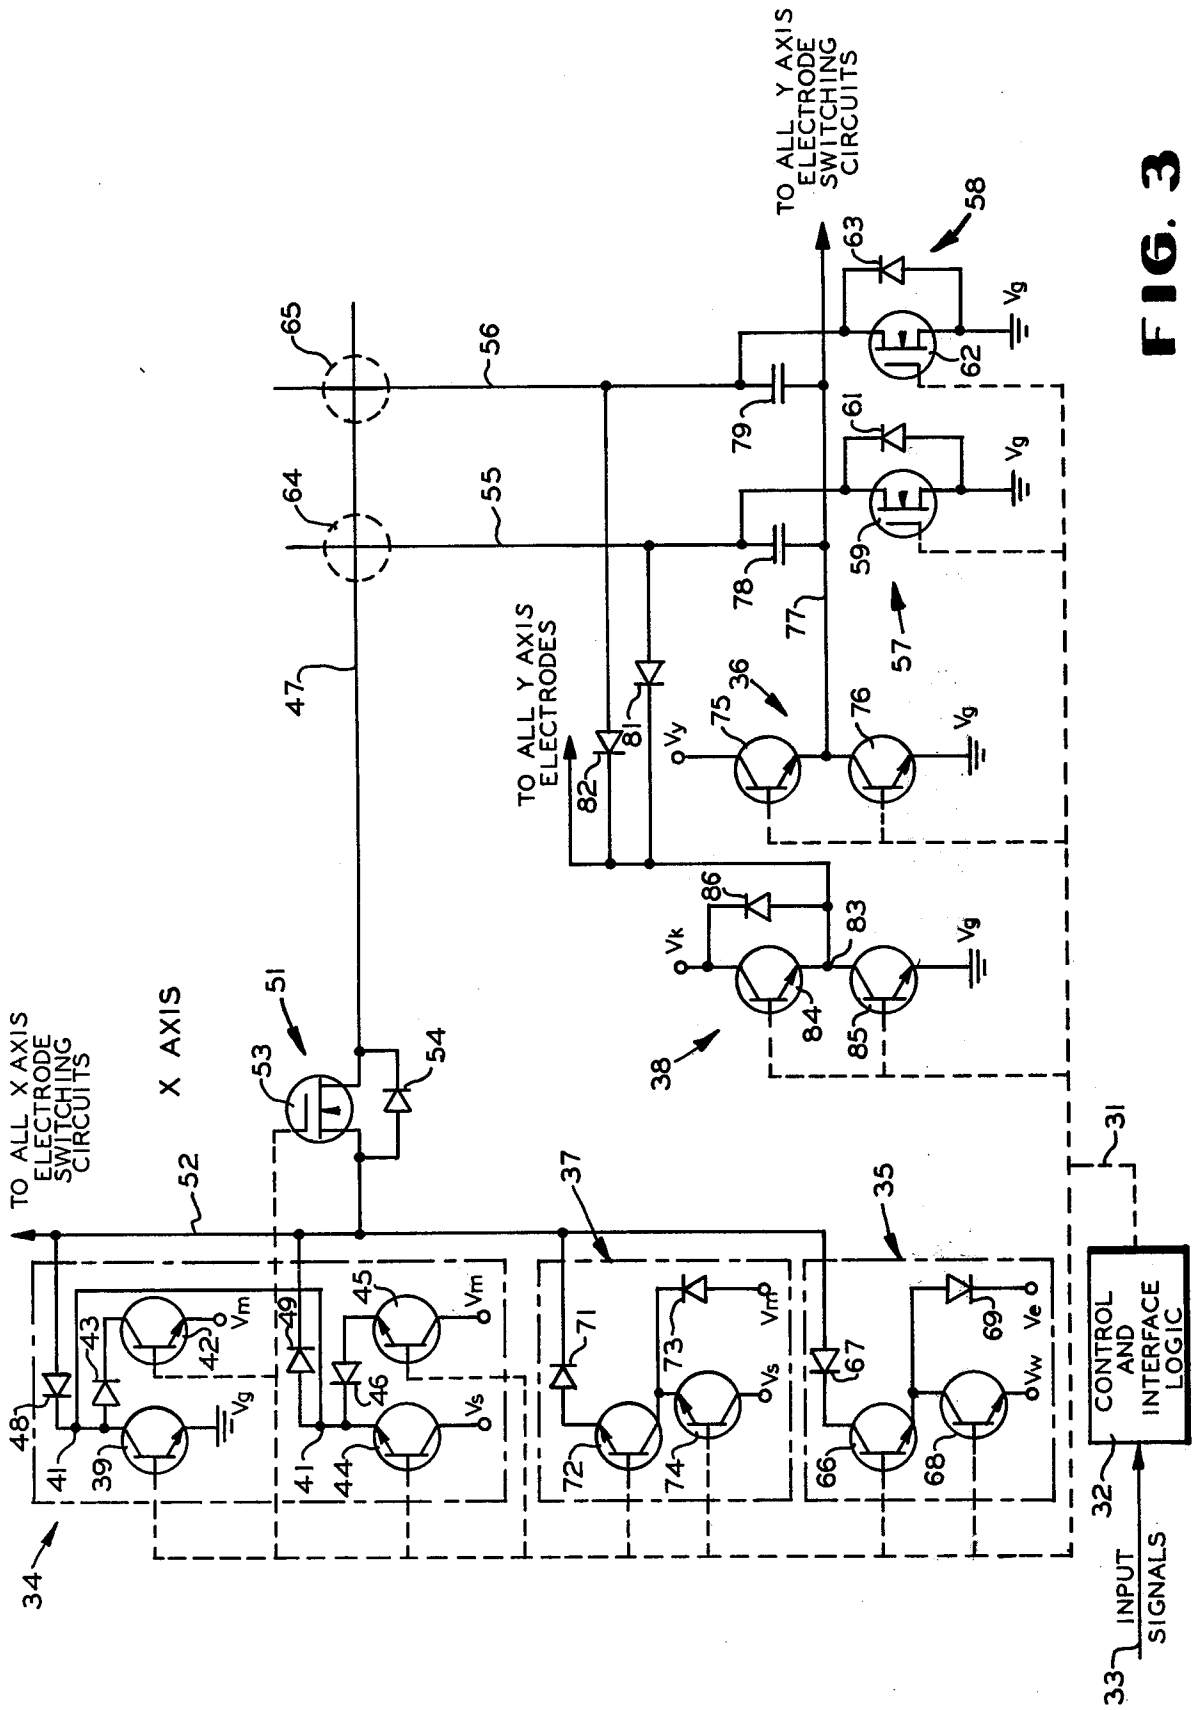 TO ALL X AXIS
ELECTRODE
SWITCHING
CIRCUITS
X AXIS
52
51
53
54
47
64
65
55
56
34
48
41
39
43
42
Vm
Vg
49
45
46
41
44
Vm
Vs
37
71
72
73
74
Vm
Vs
35
67
66
69
68
Ve
Vw
TO ALL Y AXIS
ELECTRODES
82
81
38
Vk
86
84
83
85
Vg
36
Vy
75
76
Vg
77
78
79
57
59
61
Vg
58
63
62
Vg
TO ALL Y AXIS
ELECTRODE
SWITCHING
CIRCUITS
31
32
CONTROL
AND
INTERFACE
LOGIC
33
INPUT
SIGNALS
FIG. 3